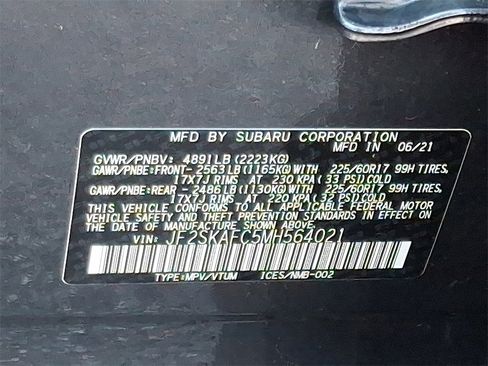 MFD BY SUBARU CORPORATION
GVWR/PNBV: 4891LB(2223KG) MFD IN 06/21
GAWR/PNBE:FRONT-2563LB(1165KG)WITH 225/60R17 99H TIRES,
17X7J RIMS AT 230 KPA(33 PSI)COLD
GAWR/PNBE:REAR -2486LB(1130KG)WITH 225/60R17 99H TIRES,
17X7J RIMS AT 220 KPA(32 PSI)COLD
THIS VEHICLE CONFORMS TO ALL APPLICABLE FEDERAL MOTOR
VEHICLE SAFETY AND THEFT PREVENTION STANDARDS IN EFFECT ON
THE DATE OF MANUFACTURE SHOWN ABOVE.
VIN: JF2SKAFC5MH564021
TYPE:MPV/VTUM ICES/NMB-002